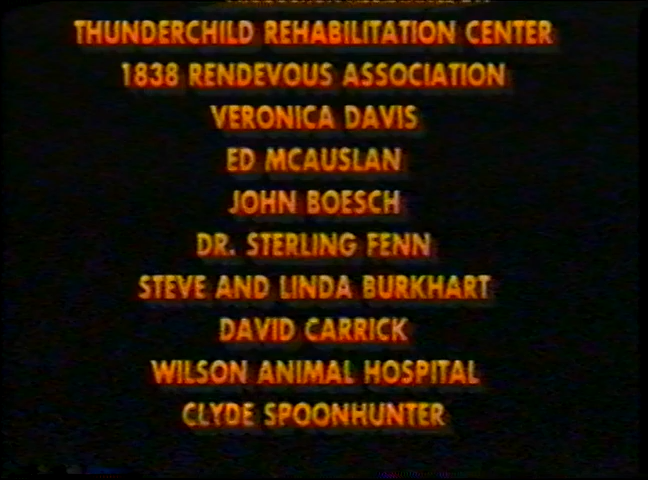 THUNDERCHILD REHABILITATION CENTER
1838 RENDEVOUS ASSOCIATION
VERONICA DAVIS
ED MCAUSLAN
JOHN BOESCH
DR. STERLING FENN
STEVE AND LINDA BURKHART
DAVID CARRICK
WILSON ANIMAL HOSPITAL
CLYDE SPOONHUNTER